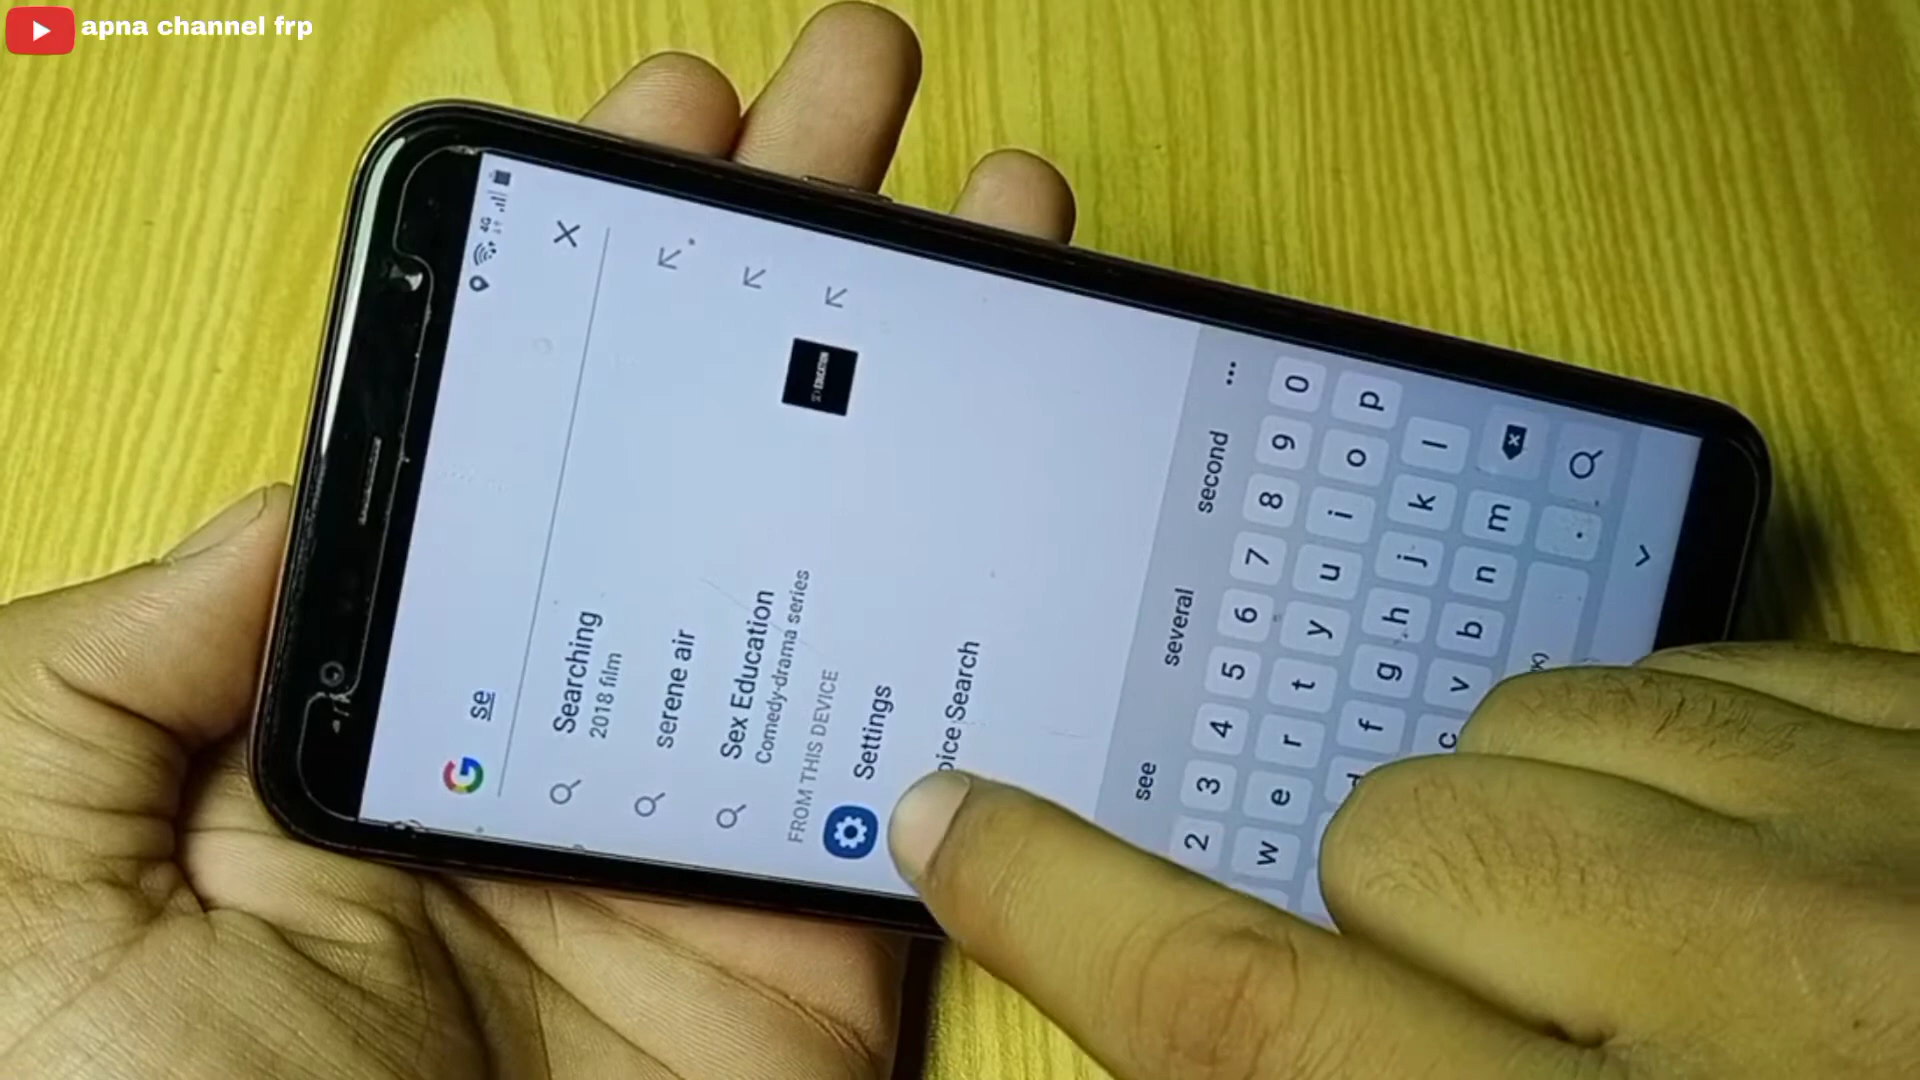 apna channel frp
4G
se
Searching
2018 film
serene air
Sex Education
Comedy-drama series
FROM THIS DEVICE
Settings
oice Search
see several second
2 3 4 5 6 7 8 9 0
w e r t y u i o p
f g h j k l
c v b n m
.